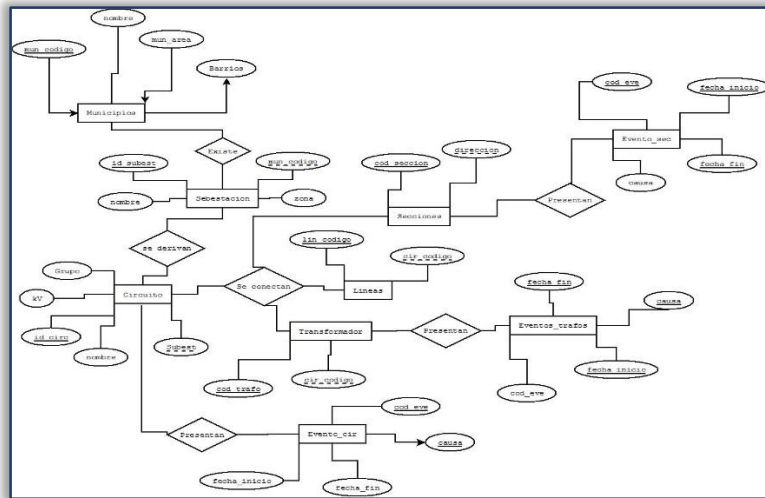 nombre
mun_codigo
mun_area
Barrios
Municipios
cod_eve
fecha_inicio
Evento_sec
Existe
id_subest
mun_codigo
cod_seccion
direccion
fecha_fin
nombre
Sebestacion
zona
causa
Secciones
Presentan
se derivan
lin_codigo
cir_codigo
Grupo
Circuito
Se conectan
Lineas
kV
fecha_fin
causa
id_circ
Transformador
Presentan
Eventos_trafos
nombre
Subest
cod_trafo
cir_codigo
cod_eve
fecha_inicio
cod_eve
Presentan
Evento_cir
causa
fecha_inicio
fecha_fin